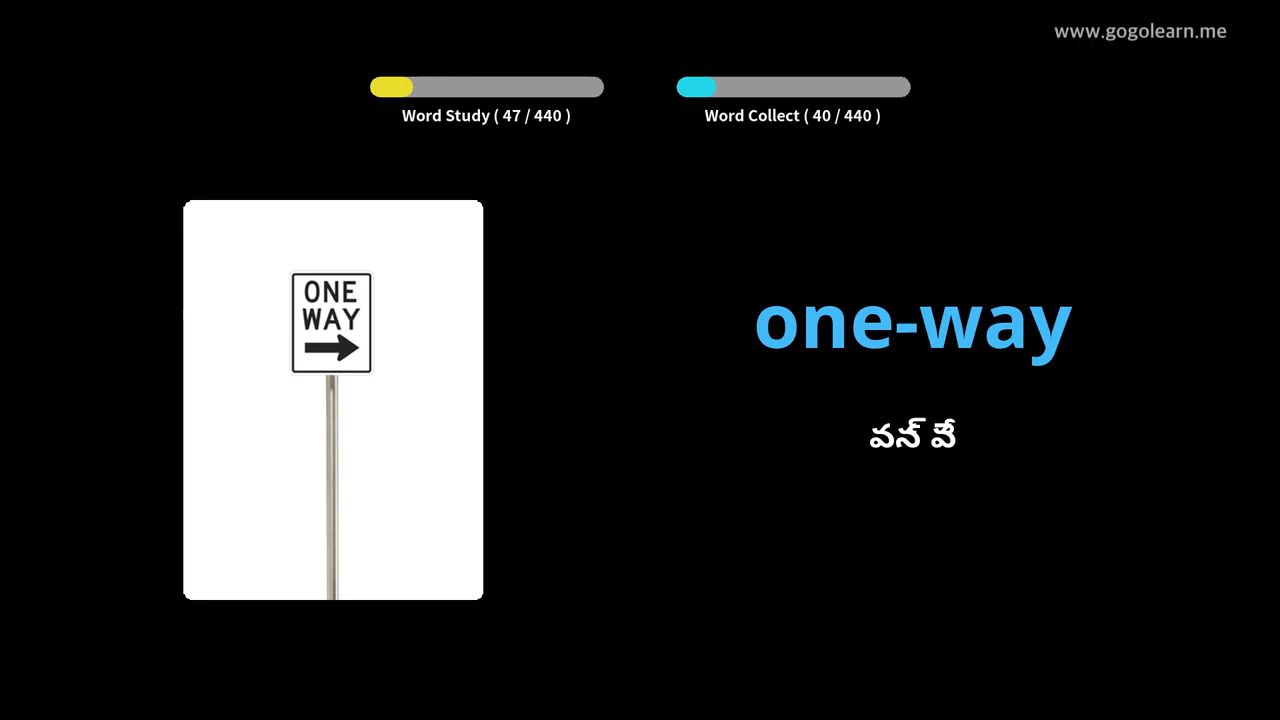 www.gogolearn.me
Word Study ( 47 / 440 )
Word Collect ( 40 / 440 )
ONE
WAY
one-way
వన్ వే